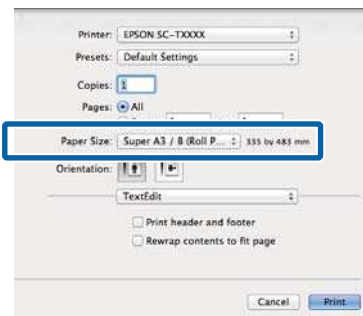 Printer: EPSON SC-TXXXX
Presets: Default Settings
Copies: 1
Pages: All
Paper Size: Super A3 / B (Roll P... 335 by 483 mm
Orientation:
TextEdit
Print header and footer
Rewrap contents to fit page
Cancel Print